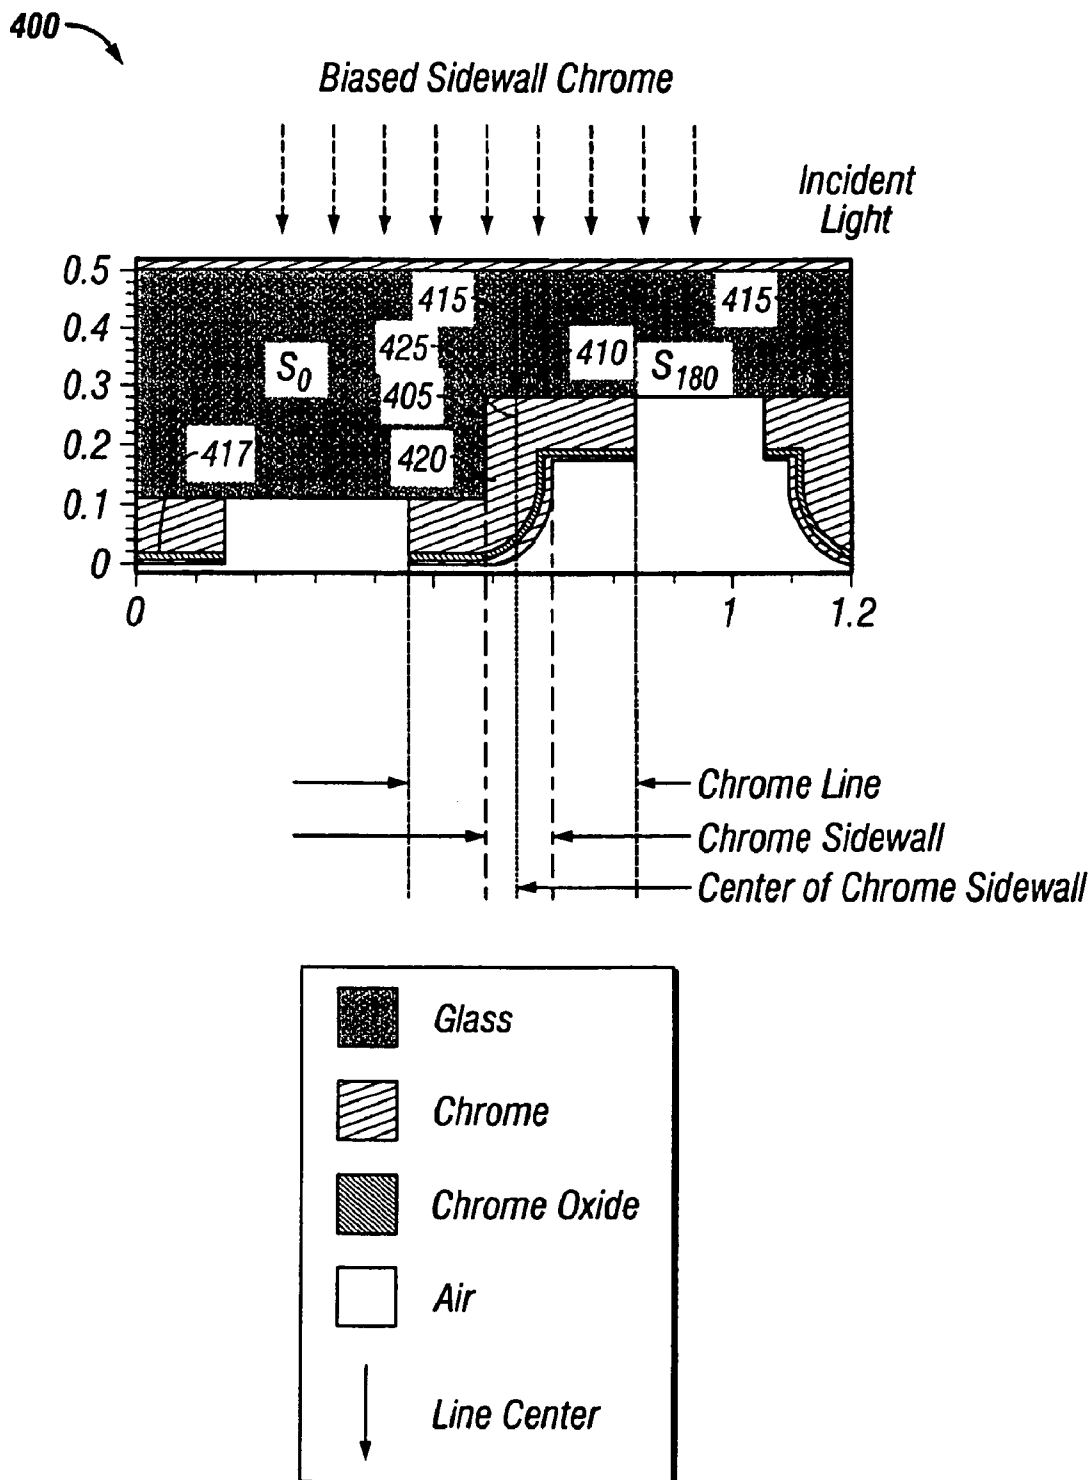 400
Biased Sidewall Chrome
Incident
Light
0.5
0.4
0.3
0.2
0.1
0
415
415
425
410
S0
S180
405
417
420
0
1
1.2
Chrome Line
Chrome Sidewall
Center of Chrome Sidewall
Glass
Chrome
Chrome Oxide
Air
Line Center